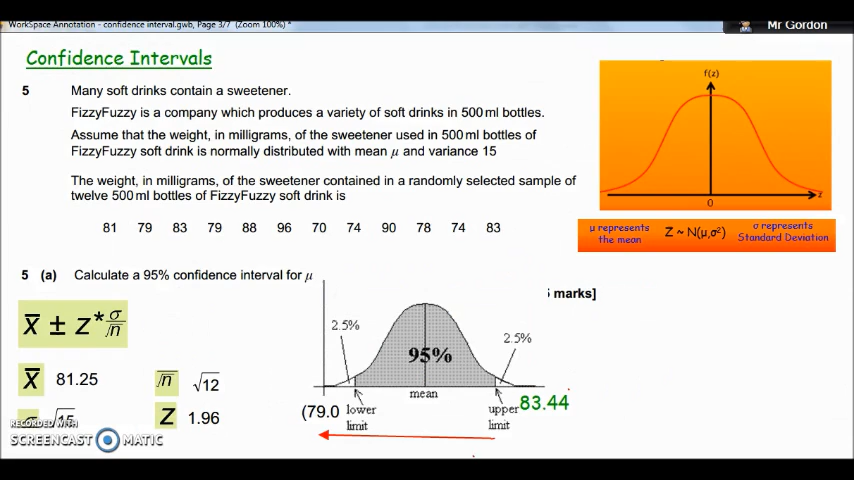 WorkSpace Annotation - confidence interval.gwb, Page 3/7 (Zoom 100%) *
Mr Gordon
Confidence Intervals
5 Many soft drinks contain a sweetener.
FizzyFuzzy is a company which produces a variety of soft drinks in 500 ml bottles.
Assume that the weight, in milligrams, of the sweetener used in 500 ml bottles of
FizzyFuzzy soft drink is normally distributed with mean μ and variance 15
The weight, in milligrams, of the sweetener contained in a randomly selected sample of
twelve 500 ml bottles of FizzyFuzzy soft drink is
81 79 83 79 88 96 70 74 90 78 74 83
f(z)
0
z
μ represents
the mean
Z ~ N(μ,σ²)
σ represents
Standard Deviation
5 (a) Calculate a 95% confidence interval for μ
marks]
x̄ ± z* σ/√n
x̄ 81.25
√n √12
σ √15
Z 1.96
2.5%
95%
2.5%
mean
(79.0
lower
limit
upper
limit
83.44
RECORDED WITH
SCREENCAST MATIC